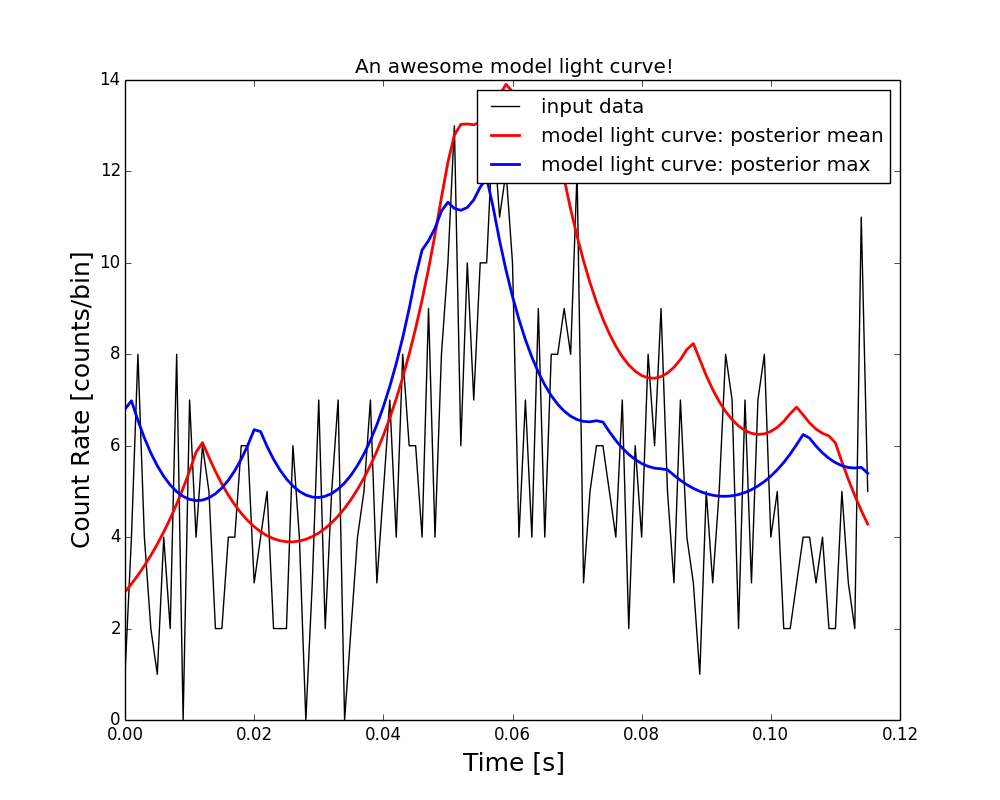 An awesome model light curve!
input data
model light curve: posterior mean
model light curve: posterior max
Count Rate [counts/bin]
14
12
10
8
6
4
2
0
0.00 0.02 0.04 0.06 0.08 0.10 0.12
Time [s]